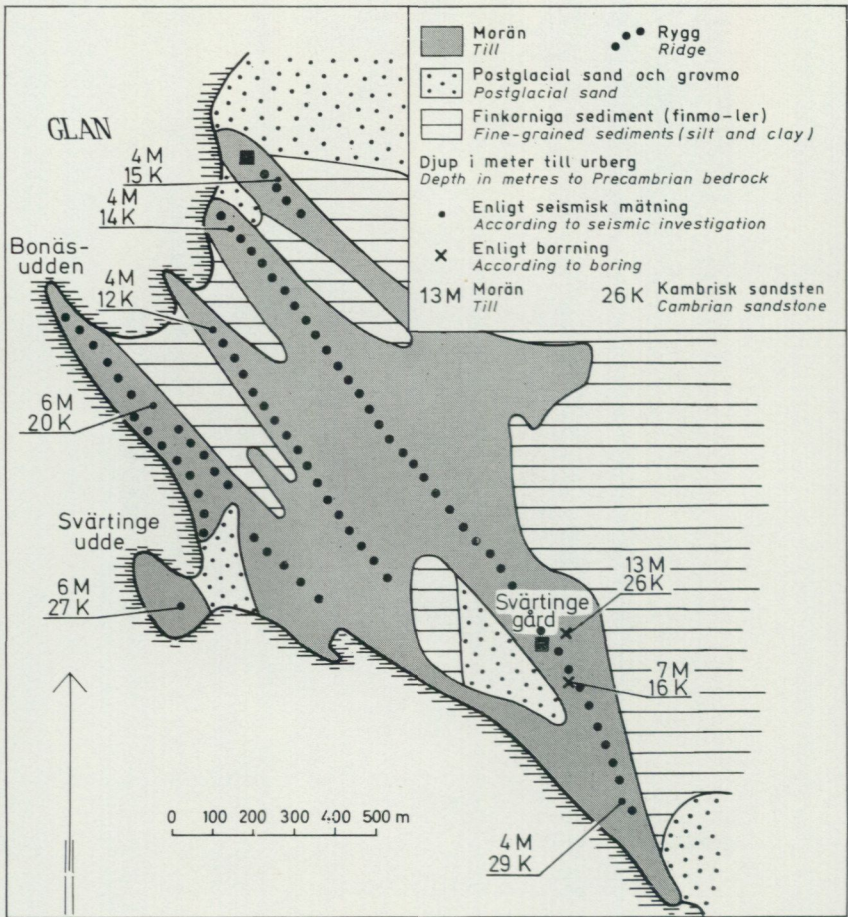 Morän
Till
Rygg
Ridge
Postglacial sand och grovmo
Postglacial sand
Finkorniga sediment (finmo-ler)
Fine-grained sediments (silt and clay)
Djup i meter till urberg
Depth in metres to Precambrian bedrock
Enligt seismisk mätning
According to seismic investigation
Enligt borrning
According to boring
13 M Morän
Till
26 K Kambrisk sandsten
Cambrian sandstone
GLAN
4 M
15 K
4 M
14 K
Bonäs-
udden
4 M
12 K
6 M
20 K
Svärtinge
udde
6 M
27 K
13 M
26 K
Svärtinge
gård
7 M
16 K
0 100 200 300 400 500 m
4 M
29 K